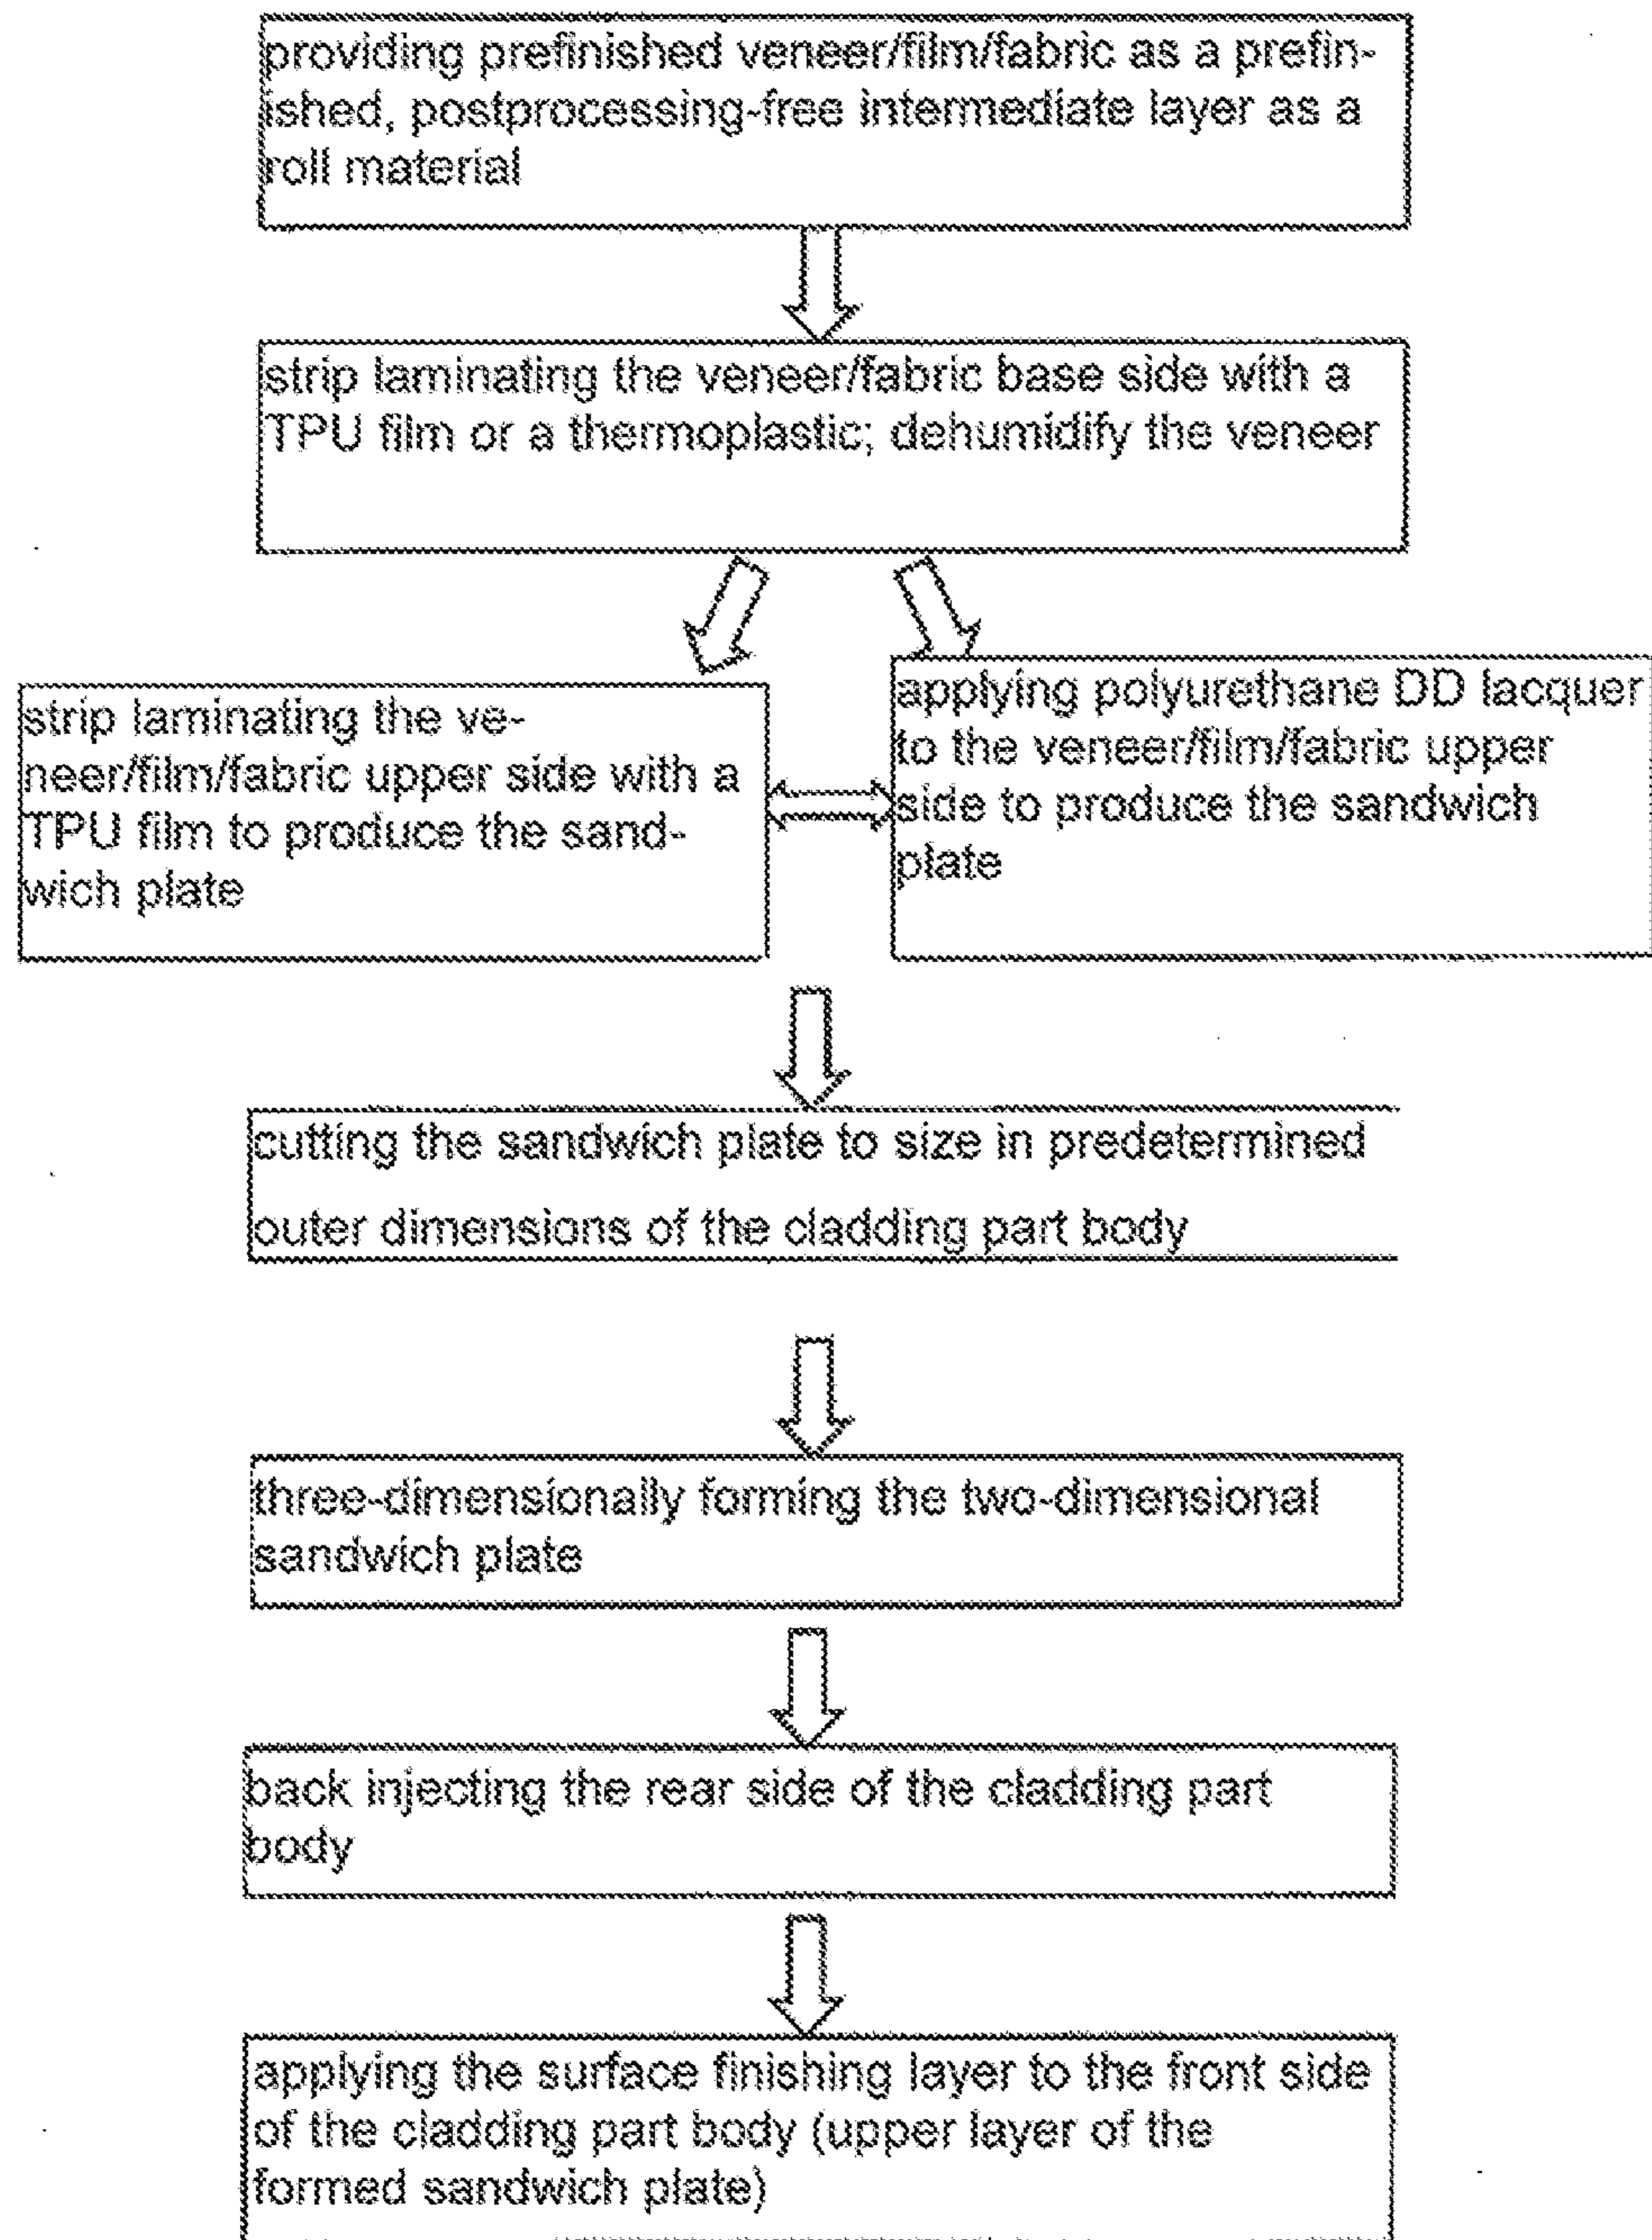 providing prefinished veneer/film/fabric as a prefin-
ished, postprocessing-free intermediate layer as a
roll material
strip laminating the veneer/fabric base side with a
TPU film or a thermoplastic; dehumidify the veneer
strip laminating the ve-
neer/film/fabric upper side with a
TPU film to produce the sand-
wich plate
applying polyurethane DD lacquer
to the veneer/film/fabric upper
side to produce the sandwich
plate
cutting the sandwich plate to size in predetermined
outer dimensions of the cladding part body
three-dimensionally forming the two-dimensional
sandwich plate
back injecting the rear side of the cladding part
body
applying the surface finishing layer to the front side
of the cladding part body (upper layer of the
formed sandwich plate)